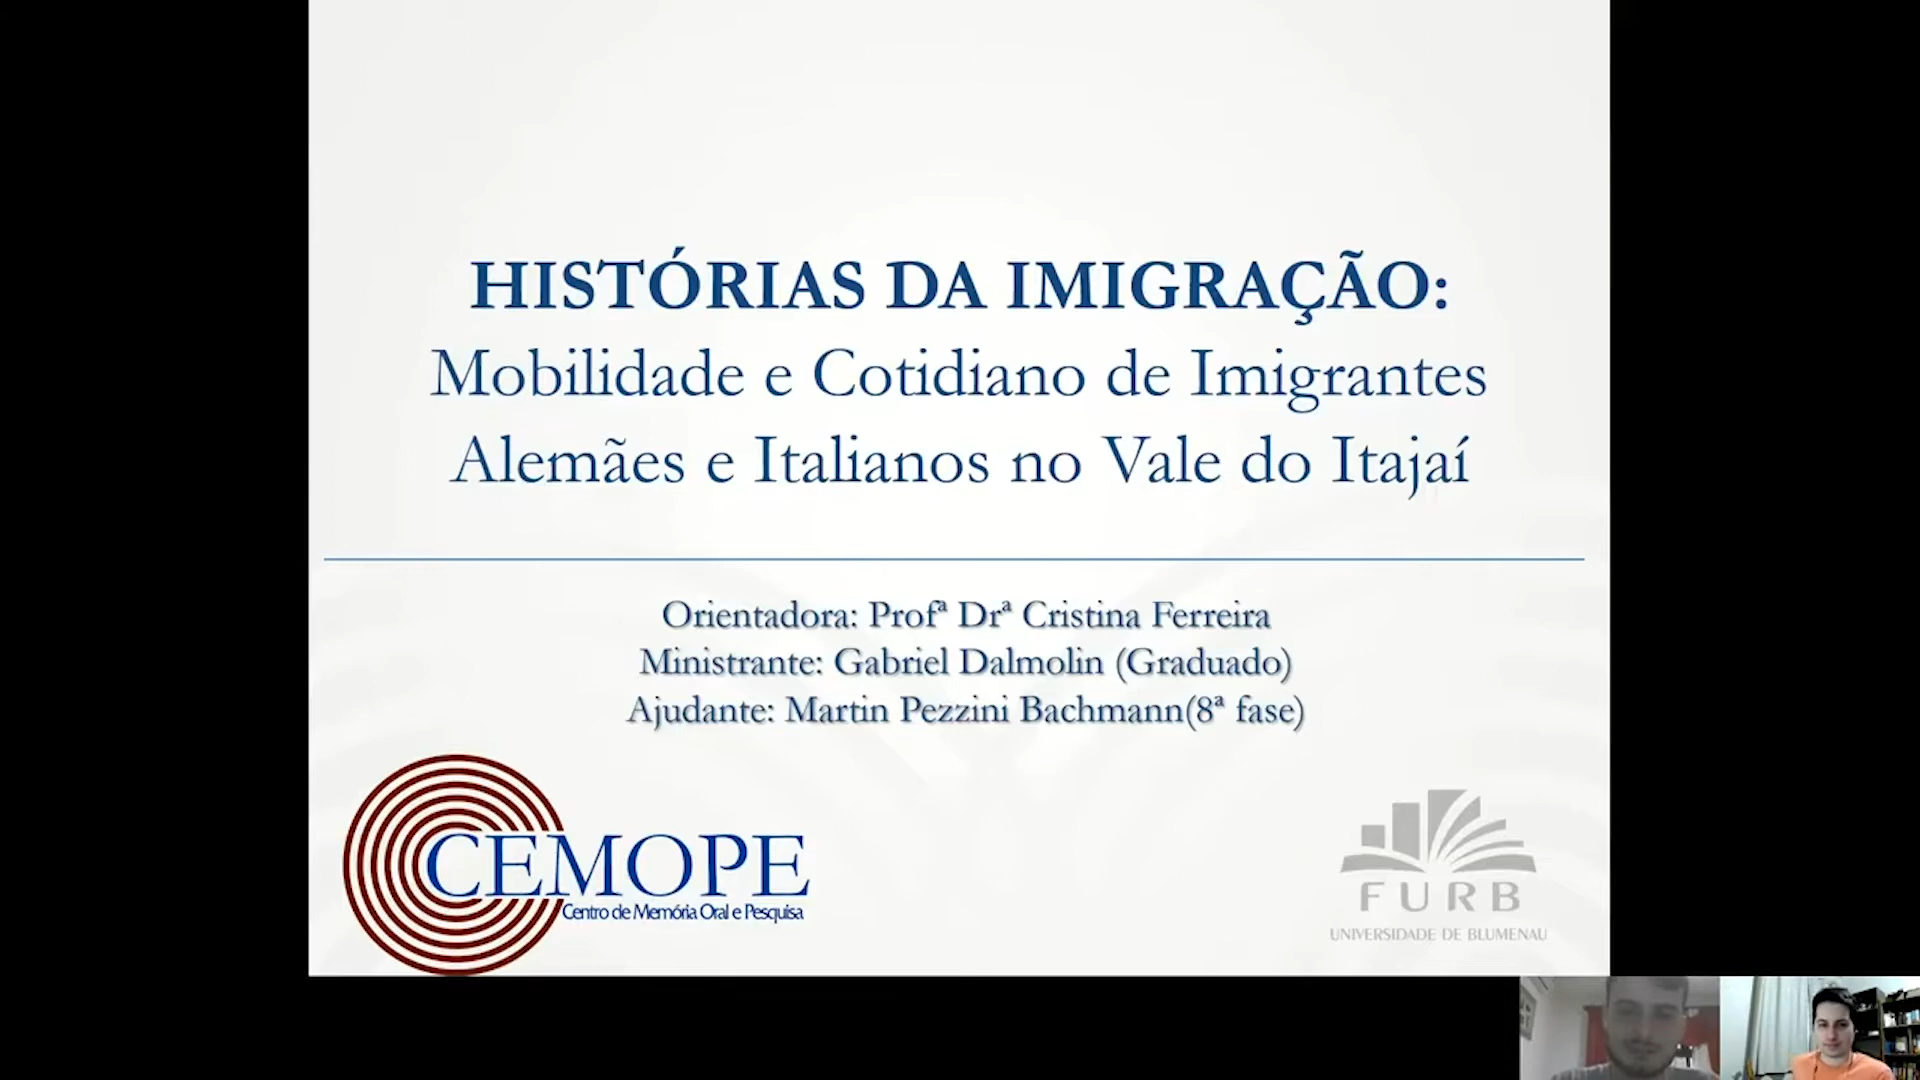 HISTÓRIAS DA IMIGRAÇÃO:
Mobilidade e Cotidiano de Imigrantes
Alemães e Italianos no Vale do Itajaí
Orientadora: Profª Drª Cristina Ferreira
Ministrante: Gabriel Dalmolin (Graduado)
Ajudante: Martin Pezzini Bachmann(8ª fase)
CEMOPE
Centro de Memória Oral e Pesquisa
FURB
UNIVERSIDADE DE BLUMENAU